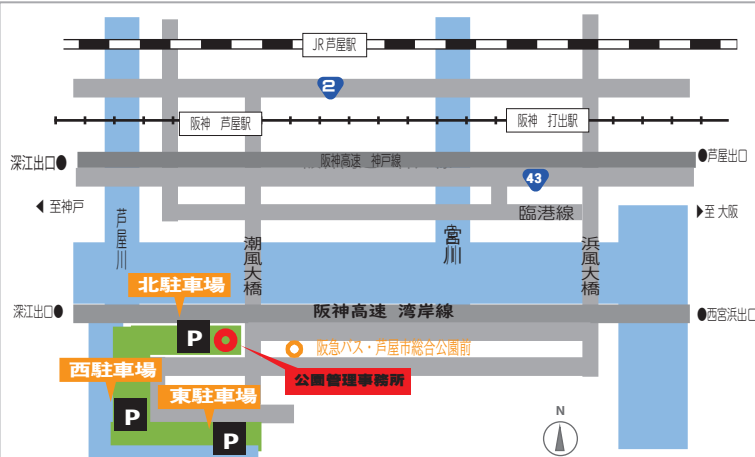 JR 芦屋駅
2
阪神 芦屋駅
阪神 打出駅
深江出口
阪神高速 神戸線
芦屋出口
43
至神戸
芦屋川
臨港線
至 大阪
宮川
潮風大橋
浜風大橋
北駐車場
深江出口
阪神高速 湾岸線
西宮浜出口
P
阪急バス・芦屋市総合公園前
西駐車場
公園管理事務所
東駐車場
P
P
N